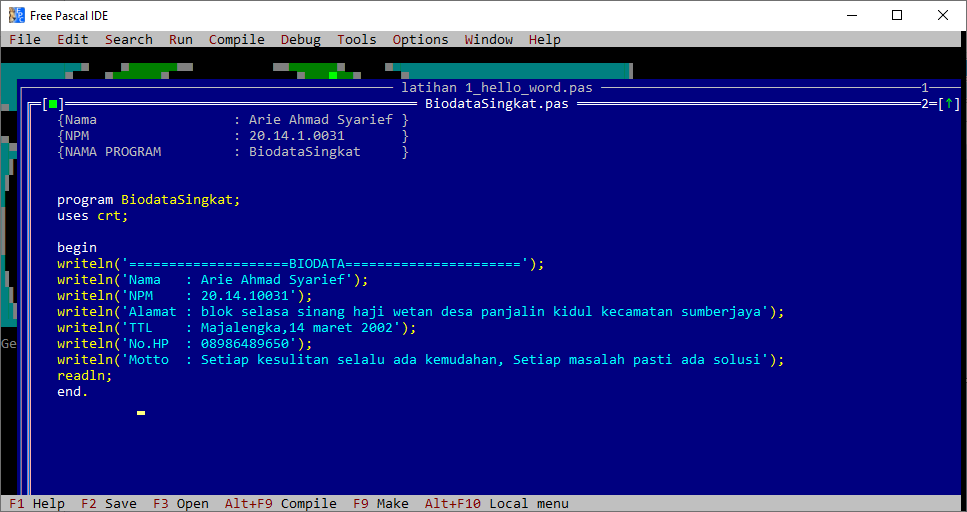 Free Pascal IDE
File Edit Search Run Compile Debug Tools Options Window Help
latihan 1_hello_word.pas 1
[■] BiodataSingkat.pas 2=[↑]
{Nama : Arie Ahmad Syarief }
{NPM : 20.14.1.0031 }
{NAMA PROGRAM : BiodataSingkat }
program BiodataSingkat;
uses crt;
begin
writeln('====================BIODATA======================');
writeln('Nama   : Arie Ahmad Syarief');
writeln('NPM    : 20.14.10031');
writeln('Alamat : blok selasa sinang haji wetan desa panjalin kidul kecamatan sumberjaya');
writeln('TTL    : Majalengka,14 maret 2002');
Ge
writeln('No.HP  : 08986489650');
writeln('Motto  : Setiap kesulitan selalu ada kemudahan, Setiap masalah pasti ada solusi');
readln;
end.
F1 Help F2 Save F3 Open Alt+F9 Compile F9 Make Alt+F10 Local menu